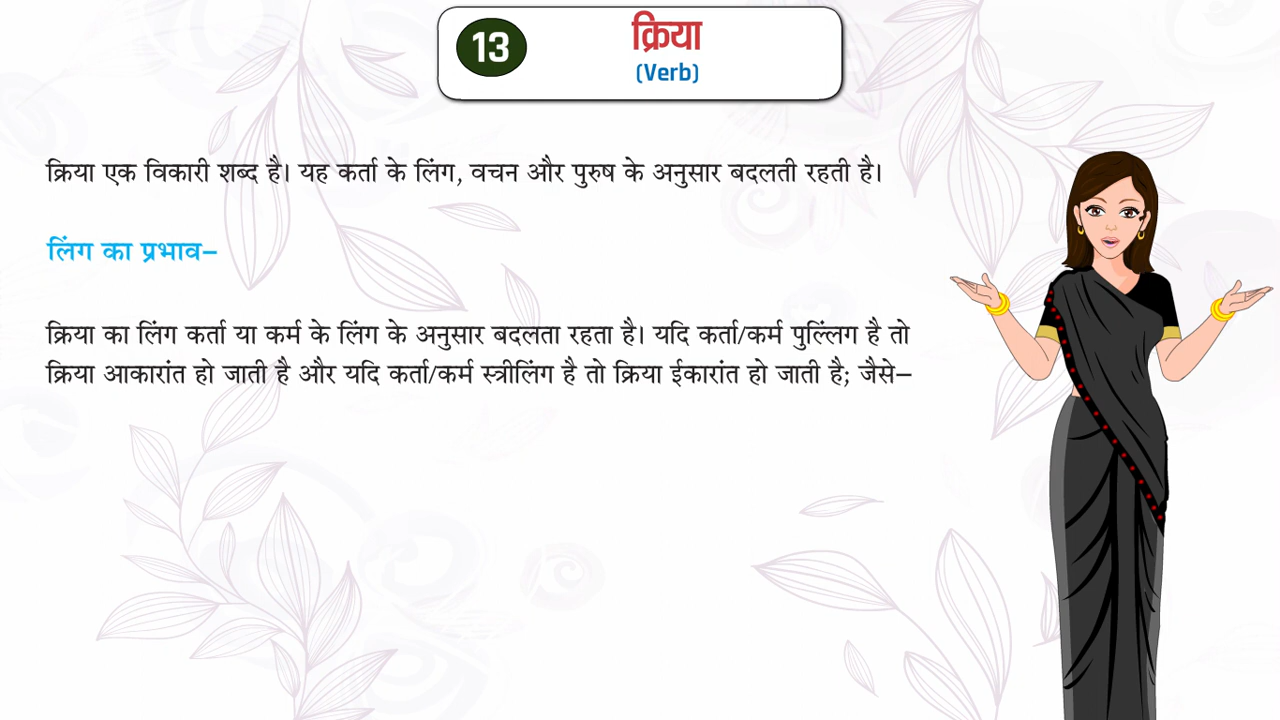 13
क्रिया
(Verb)
क्रिया एक विकारी शब्द है। यह कर्ता के लिंग, वचन और पुरुष के अनुसार बदलती रहती है।
लिंग का प्रभाव–
क्रिया का लिंग कर्ता या कर्म के लिंग के अनुसार बदलता रहता है। यदि कर्ता/कर्म पुल्लिंग है तो
क्रिया आकारांत हो जाती है और यदि कर्ता/कर्म स्त्रीलिंग है तो क्रिया ईकारांत हो जाती है; जैसे–